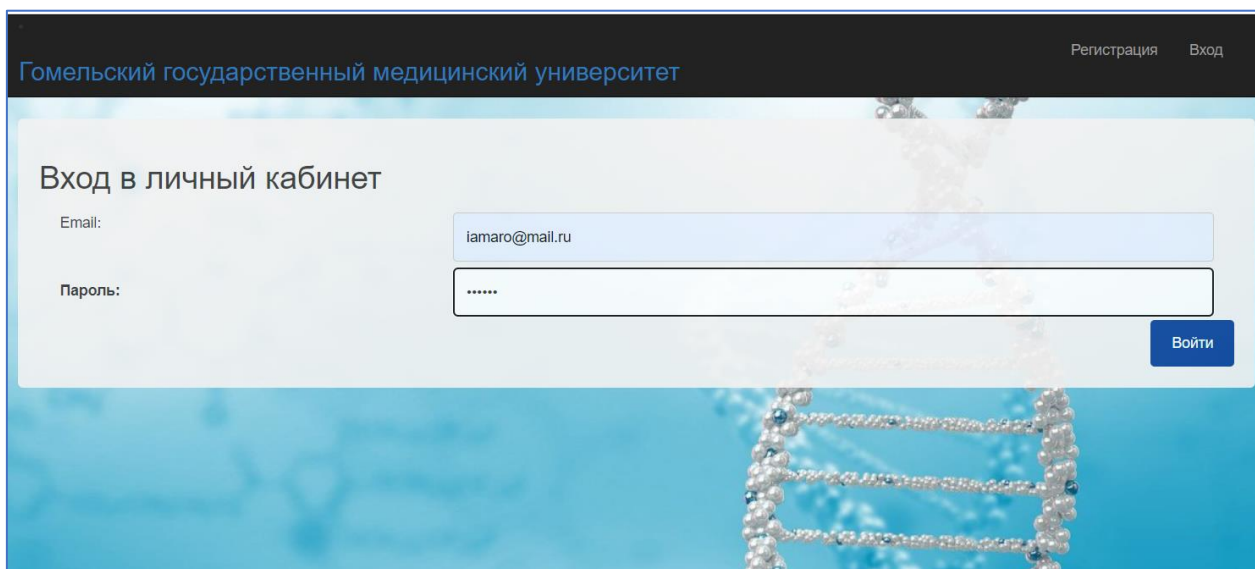 Регистрация Вход
Гомельский государственный медицинский университет
Вход в личный кабинет
Email:
iamaro@mail.ru
Пароль:
••••••
Войти